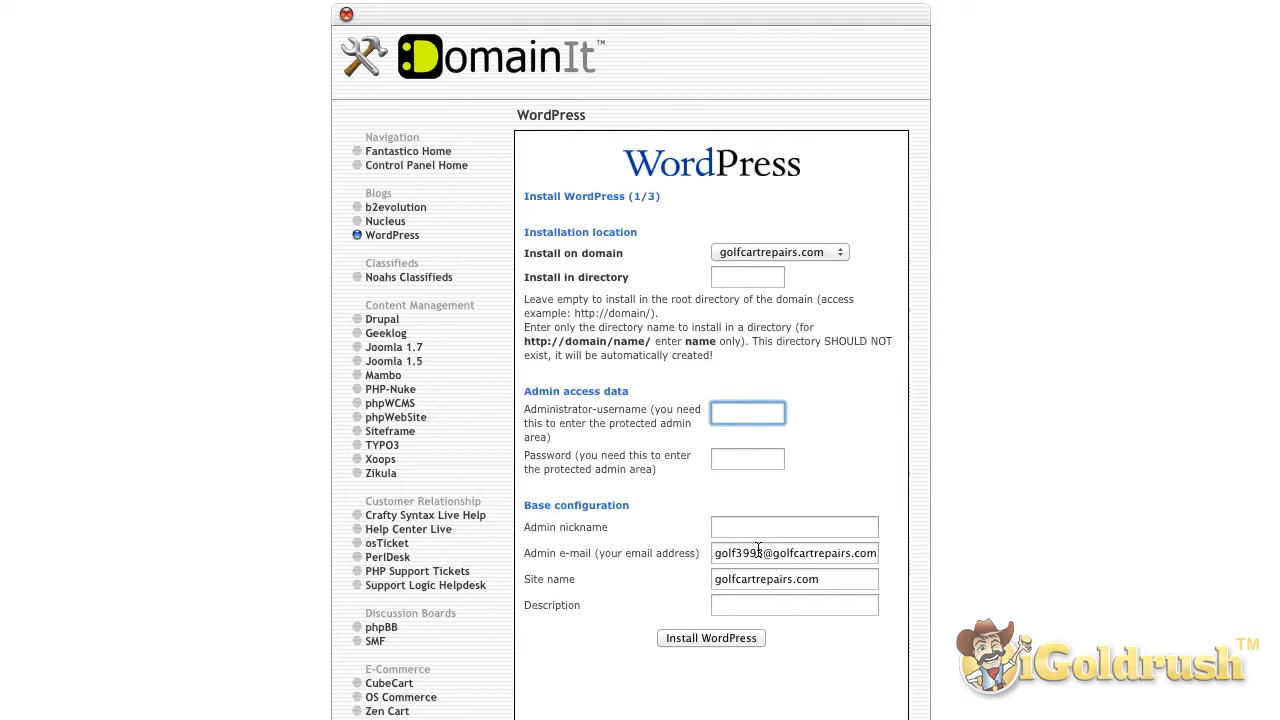 DomainIt™
WordPress
Navigation
Fantastico Home
Control Panel Home
Blogs
b2evolution
Nucleus
WordPress
Classifieds
Noahs Classifieds
Content Management
Drupal
Geeklog
Joomla 1.7
Joomla 1.5
Mambo
PHP-Nuke
phpWCMS
phpWebSite
Siteframe
TYPO3
Xoops
Zikula
Customer Relationship
Crafty Syntax Live Help
Help Center Live
osTicket
PerlDesk
PHP Support Tickets
Support Logic Helpdesk
Discussion Boards
phpBB
SMF
E-Commerce
CubeCart
OS Commerce
Zen Cart
WordPress
Install WordPress (1/3)
Installation location
Install on domain
golfcartrepairs.com
Install in directory
Leave empty to install in the root directory of the domain (access
example: http://domain/).
Enter only the directory name to install in a directory (for
http://domain/name/ enter name only). This directory SHOULD NOT
exist, it will be automatically created!
Admin access data
Administrator-username (you need
this to enter the protected admin
area)
Password (you need this to enter
the protected admin area)
Base configuration
Admin nickname
Admin e-mail (your email address)
golf3993@golfcartrepairs.com
Site name
golfcartrepairs.com
Description
Install WordPress
iGoldrush™